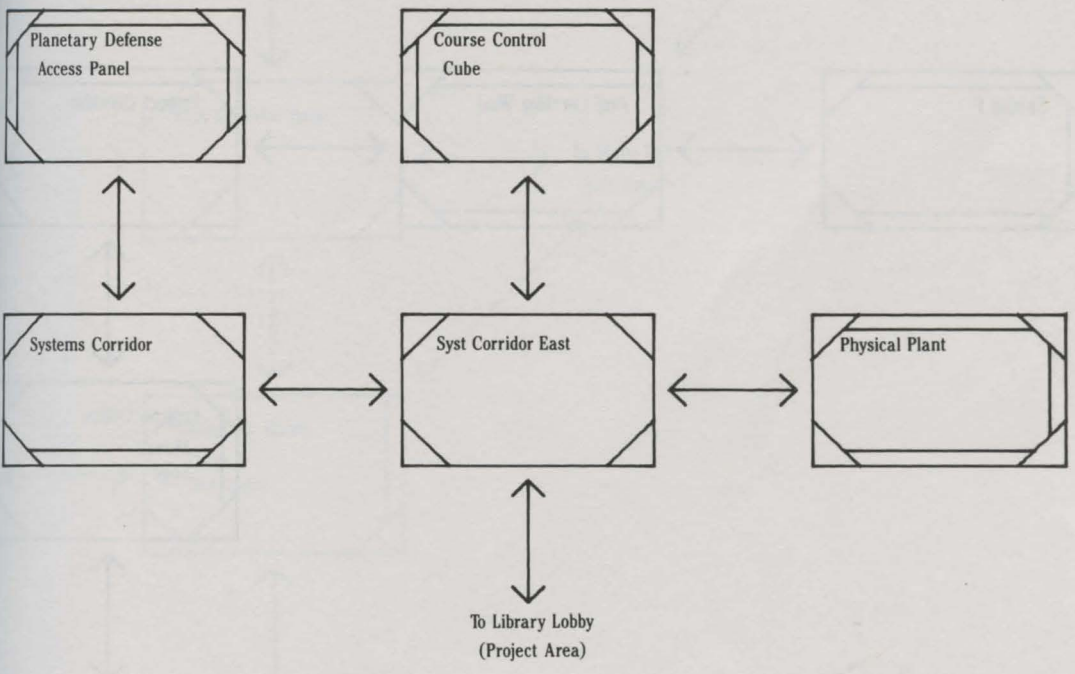 Planetary Defense
Access Panel
Course Control
Cube
Systems Corridor
Syst Corridor East
Physical Plant
To Library Lobby
(Project Area)